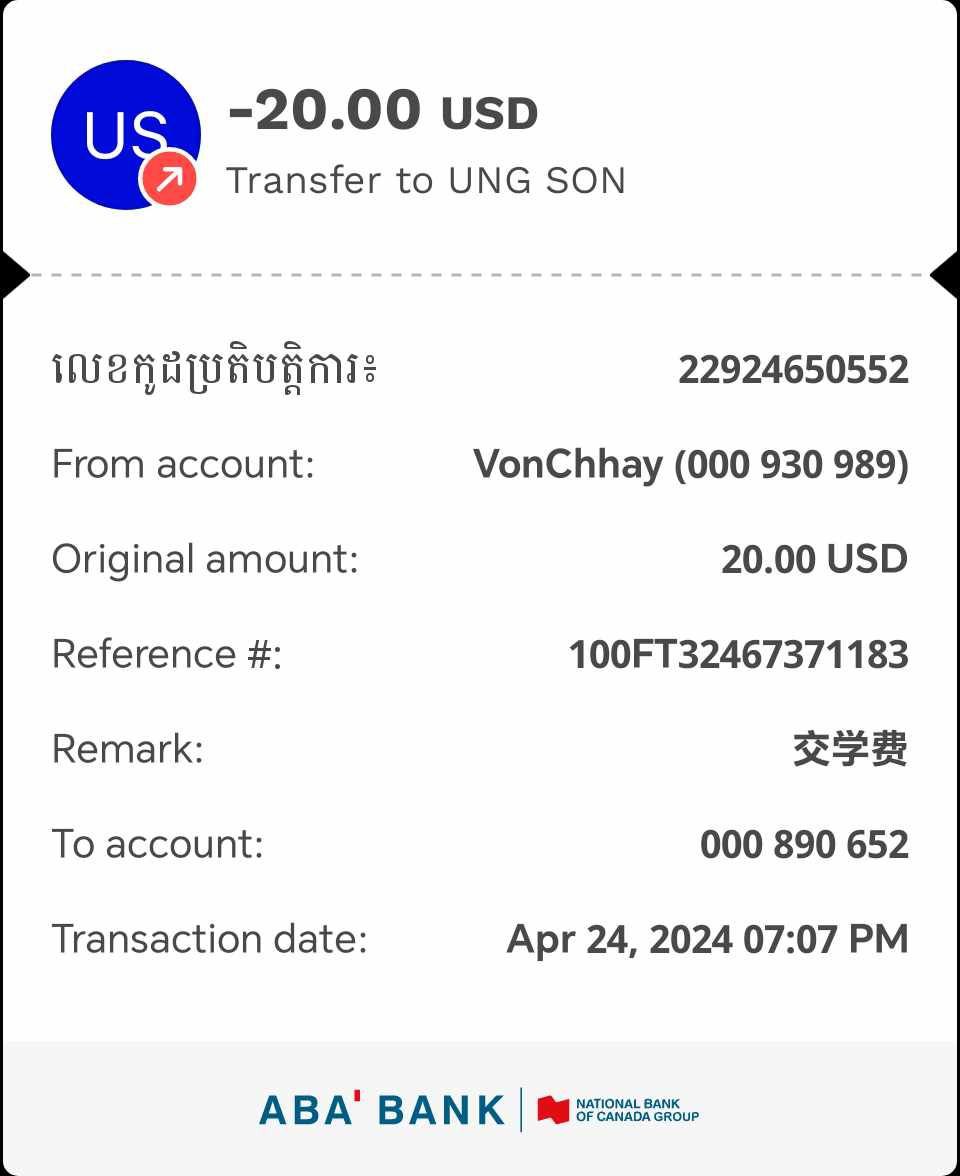 US
-20.00 USD
Transfer to UNG SON
លេខកូដប្រតិបត្តិការ៖ 22924650552
From account: VonChhay (000 930 989)
Original amount: 20.00 USD
Reference #: 100FT32467371183
Remark: 交学费
To account: 000 890 652
Transaction date: Apr 24, 2024 07:07 PM
ABA' BANK
NATIONAL BANK
OF CANADA GROUP